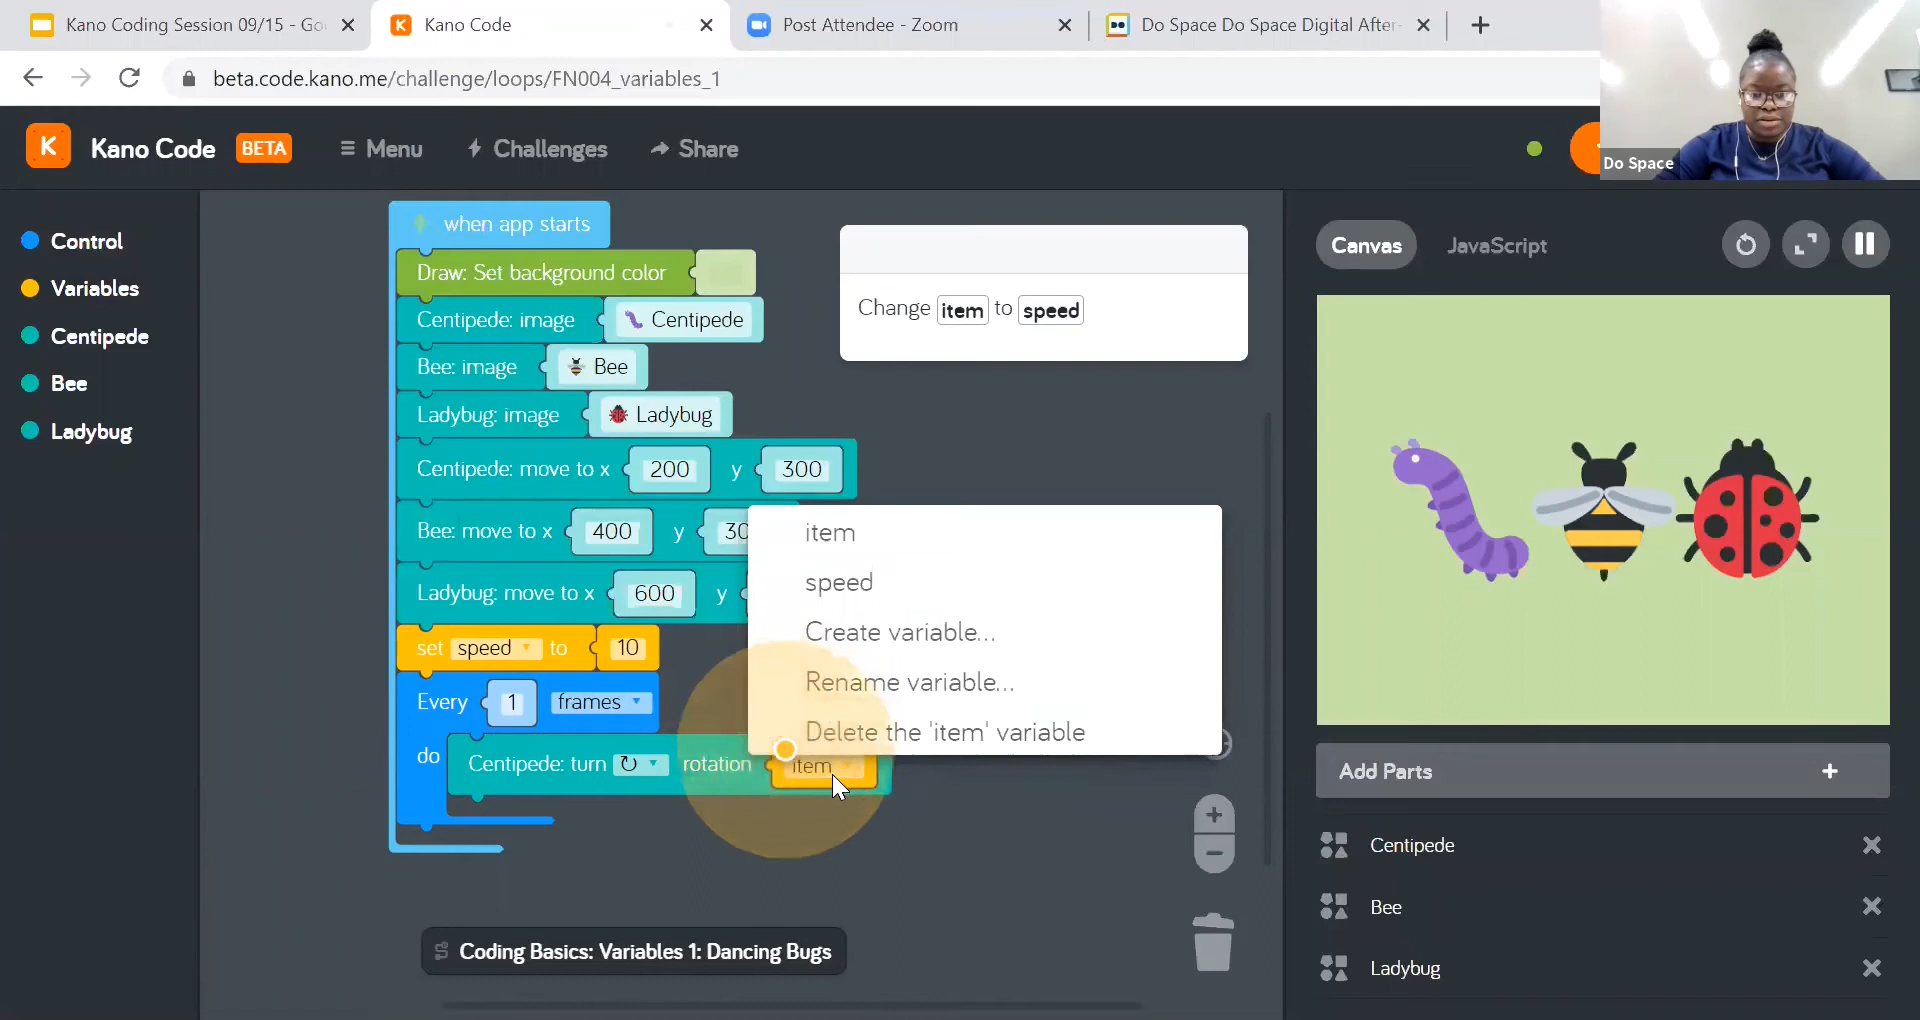 Kano Coding Session 09/15 - Go
Kano Code
Post Attendee - Zoom
Do Space Do Space Digital After-
beta.code.kano.me/challenge/loops/FN004_variables_1
K Kano Code BETA Menu Challenges Share
Do Space
Control
Variables
Centipede
Bee
Ladybug
when app starts
Draw: Set background color
Centipede: image Centipede
Bee: image Bee
Ladybug: image Ladybug
Centipede: move to x 200 y 300
Bee: move to x 400 y 30
Ladybug: move to x 600 y
set speed to 10
Every 1 frames
do Centipede: turn rotation item
Change item to speed
item
speed
Create variable...
Rename variable...
Delete the 'item' variable
Coding Basics: Variables 1: Dancing Bugs
Canvas JavaScript
Add Parts
Centipede
Bee
Ladybug